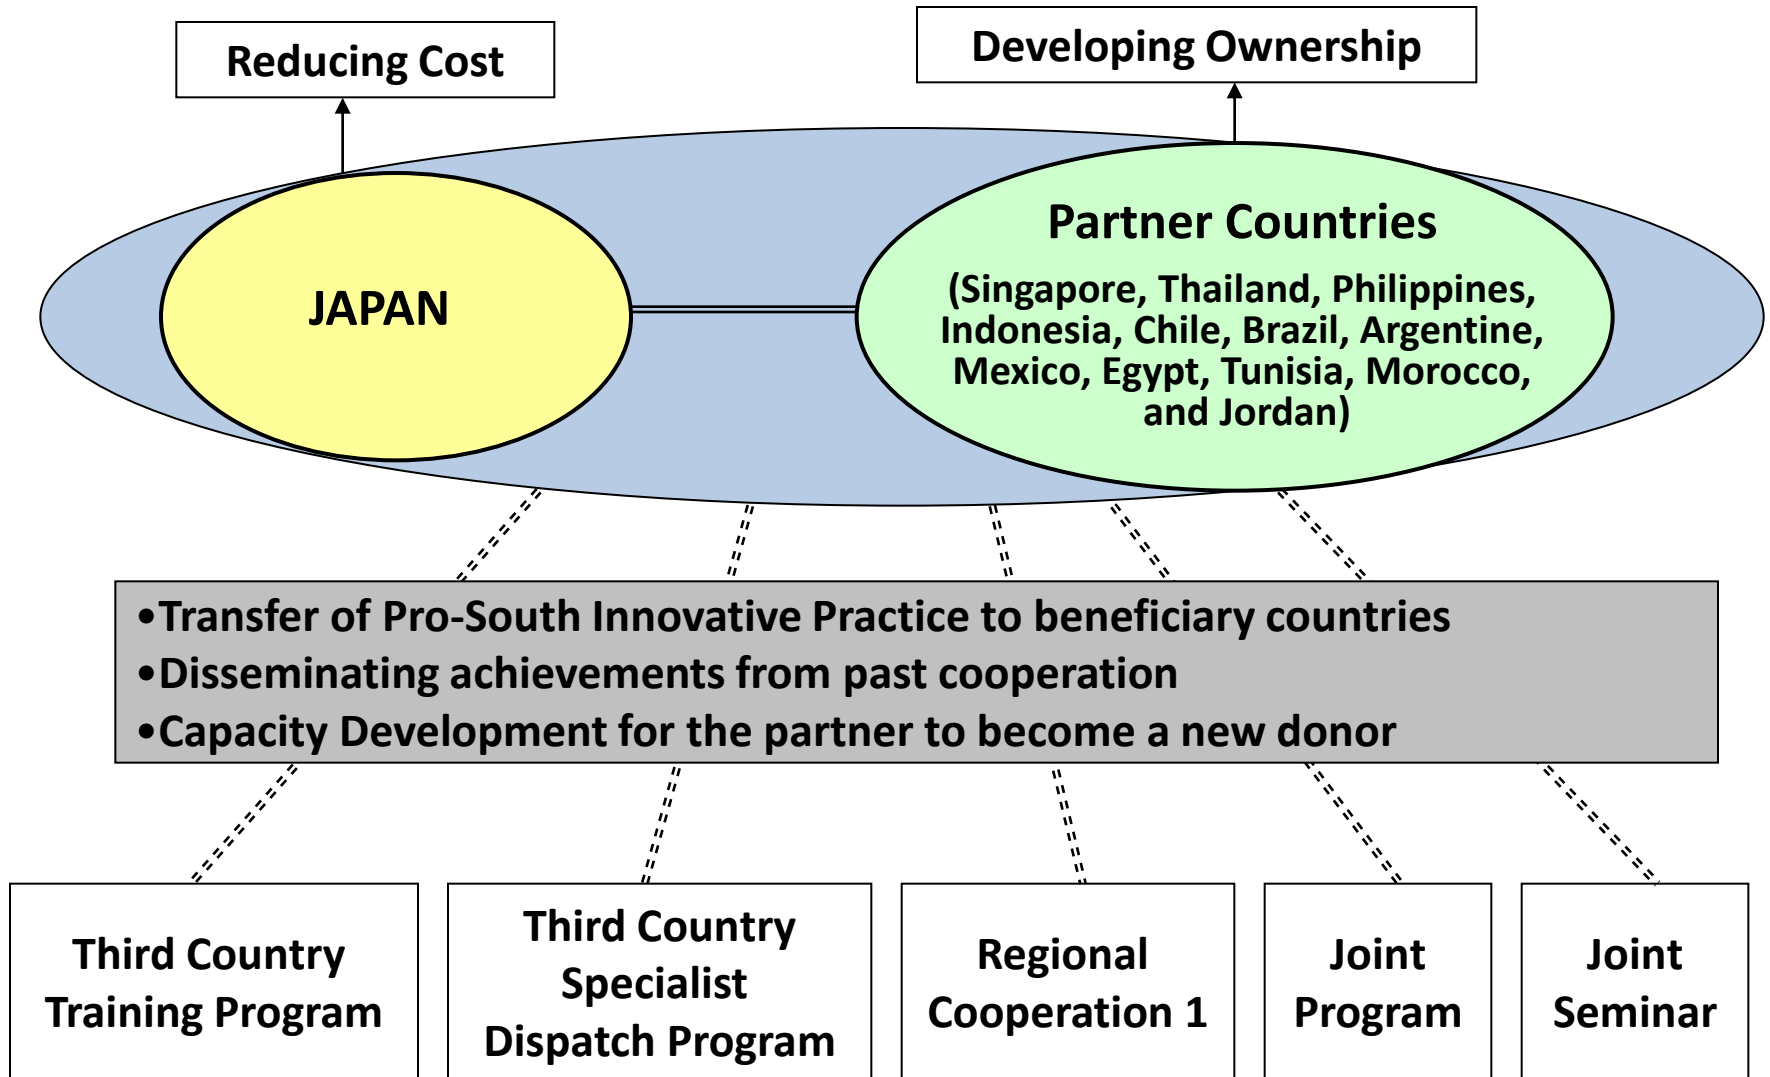 Reducing Cost
Developing Ownership
JAPAN
Partner Countries
(Singapore, Thailand, Philippines,
Indonesia, Chile, Brazil, Argentine,
Mexico, Egypt, Tunisia, Morocco,
and Jordan)
•Transfer of Pro-South Innovative Practice to beneficiary countries
•Disseminating achievements from past cooperation
•Capacity Development for the partner to become a new donor
Third Country
Training Program
Third Country
Specialist
Dispatch Program
Regional
Cooperation 1
Joint
Program
Joint
Seminar